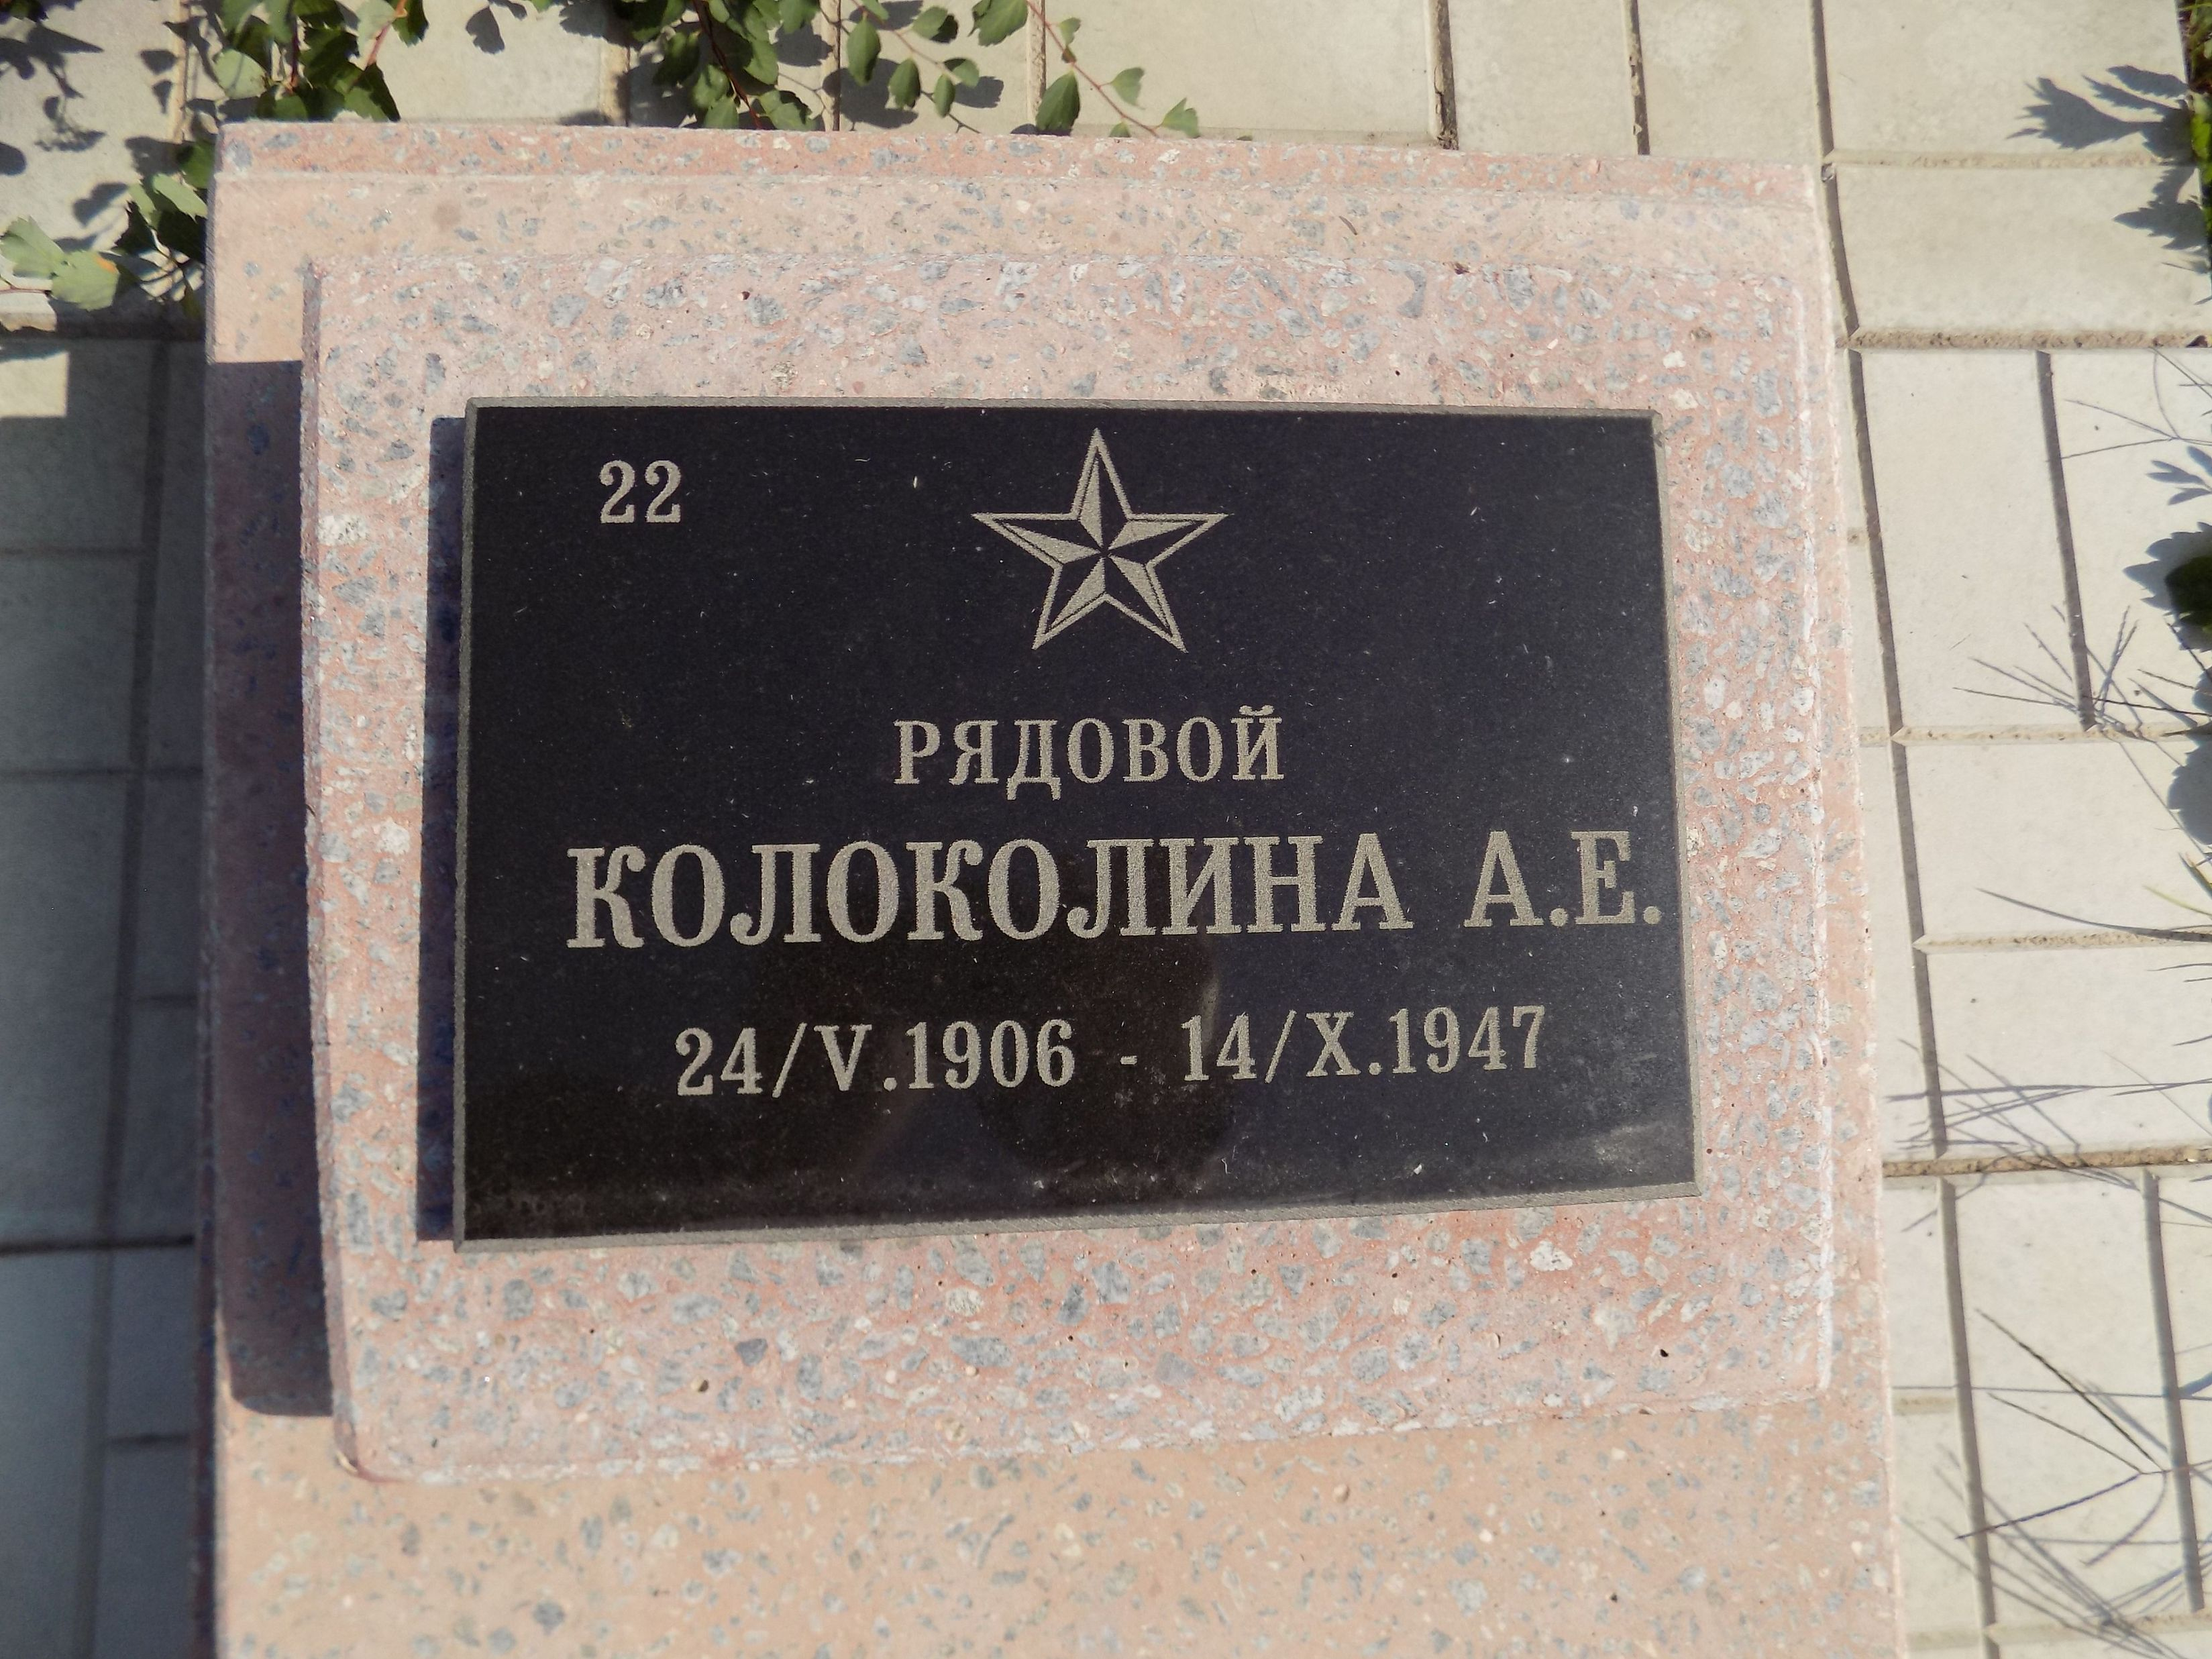 22
РЯДОВОЙ
КОЛОКОЛИНА А.Е.
24/V.1906 - 14/X.1947